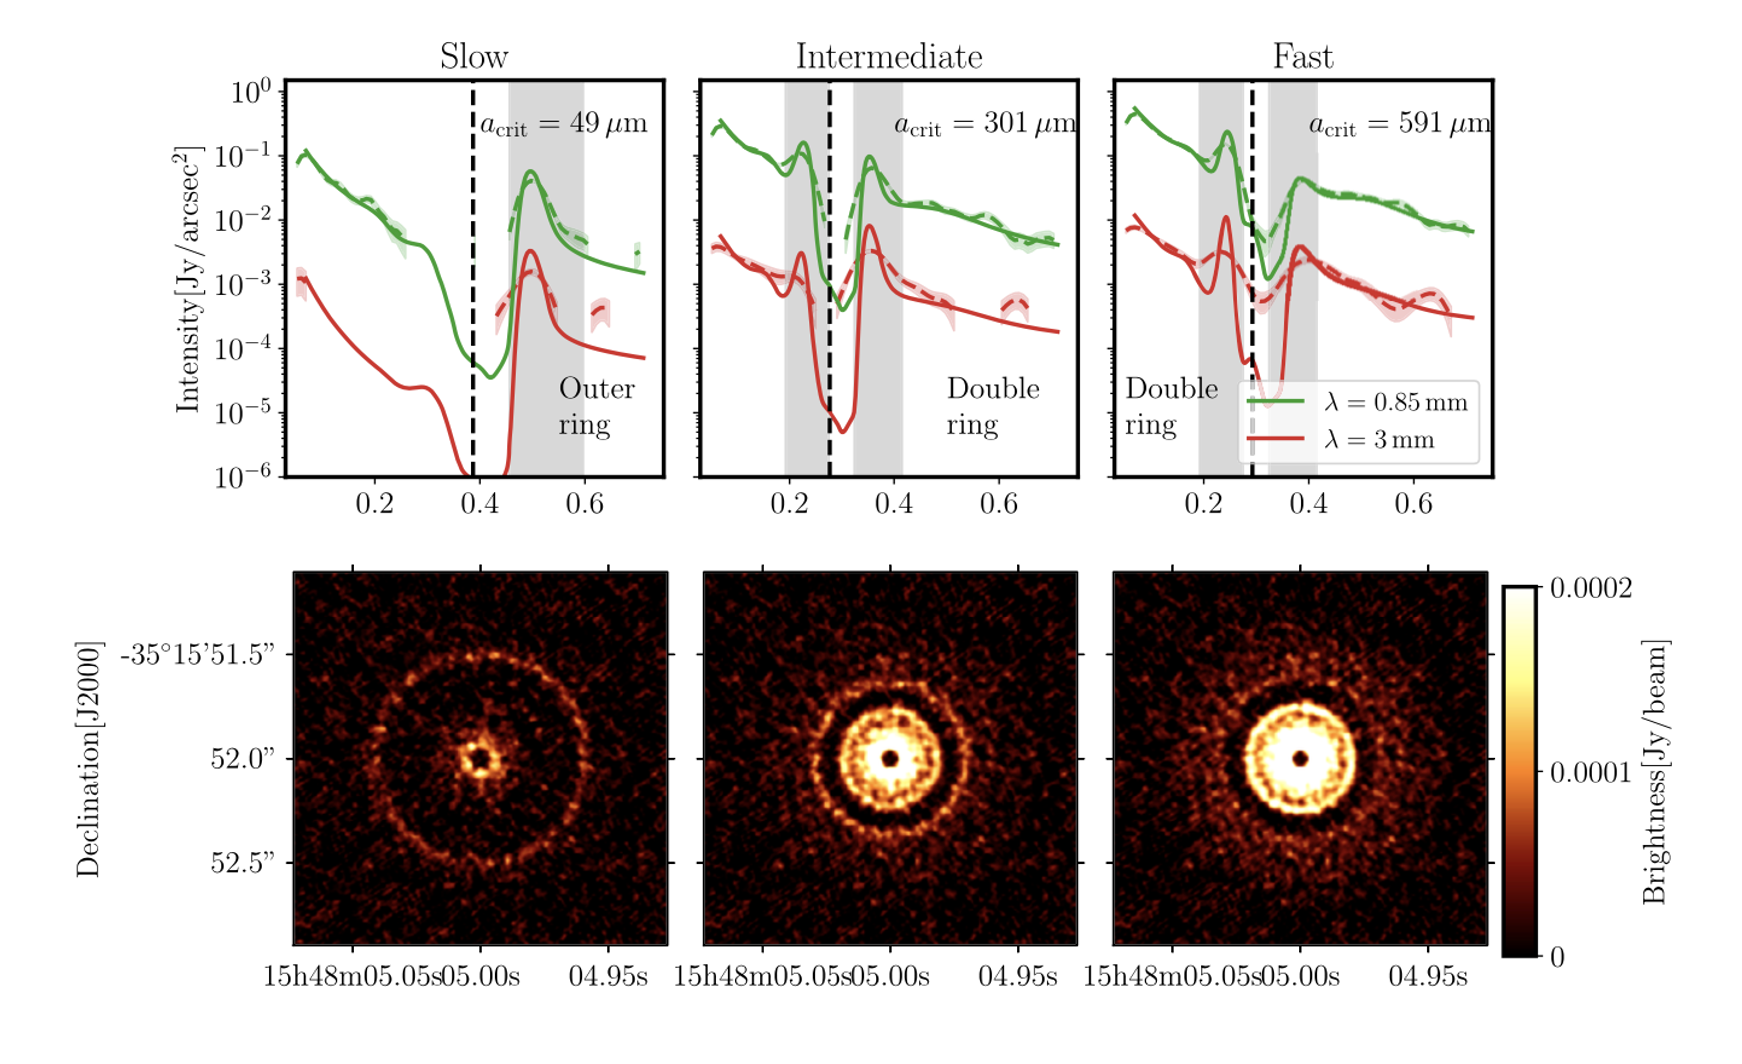 Slow
Intermediate
Fast
Intensity[Jy/arcsec²]
10⁰
10⁻¹
10⁻²
10⁻³
10⁻⁴
10⁻⁵
10⁻⁶
a_crit = 49 μm
Outer
ring
0.2 0.4 0.6
a_crit = 301 μm
Double
ring
0.2 0.4 0.6
a_crit = 591 μm
Double
ring
λ = 0.85 mm
λ = 3 mm
0.2 0.4 0.6
Declination[J2000]
-35°15’51.5”
52.0”
52.5”
15h48m05.05s 05.00s 04.95s
15h48m05.05s 05.00s 04.95s
15h48m05.05s 05.00s 04.95s
0.0002
0.0001
0
Brightness[Jy/beam]